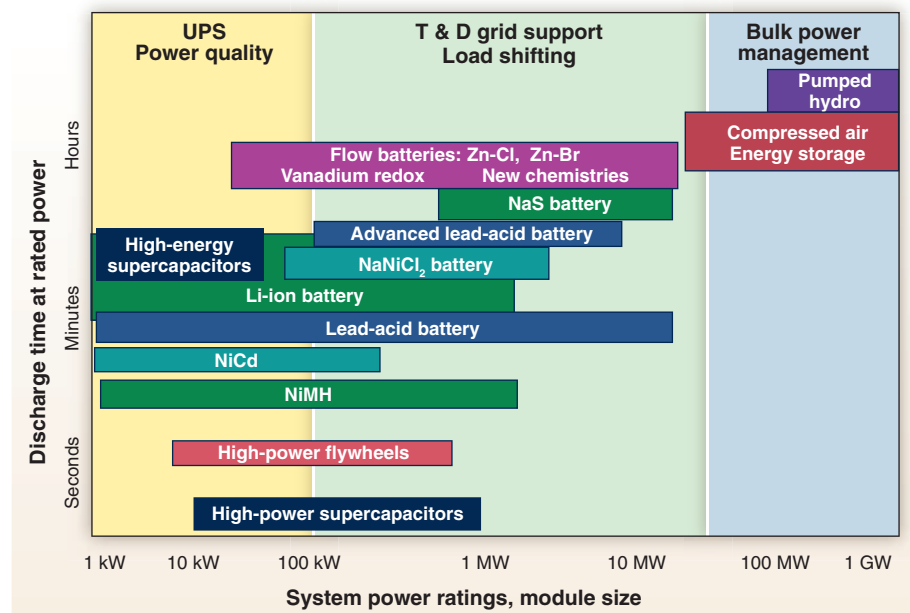 UPS
Power quality
T & D grid support
Load shifting
Bulk power
management
Pumped
hydro
Compressed air
Energy storage
Flow batteries: Zn-Cl, Zn-Br
Vanadium redox New chemistries
NaS battery
Advanced lead-acid battery
High-energy
supercapacitors
NaNiCl₂ battery
Li-ion battery
Lead-acid battery
NiCd
NiMH
High-power flywheels
High-power supercapacitors
Discharge time at rated power
Hours
Minutes
Seconds
1 kW 10 kW 100 kW 1 MW 10 MW 100 MW 1 GW
System power ratings, module size